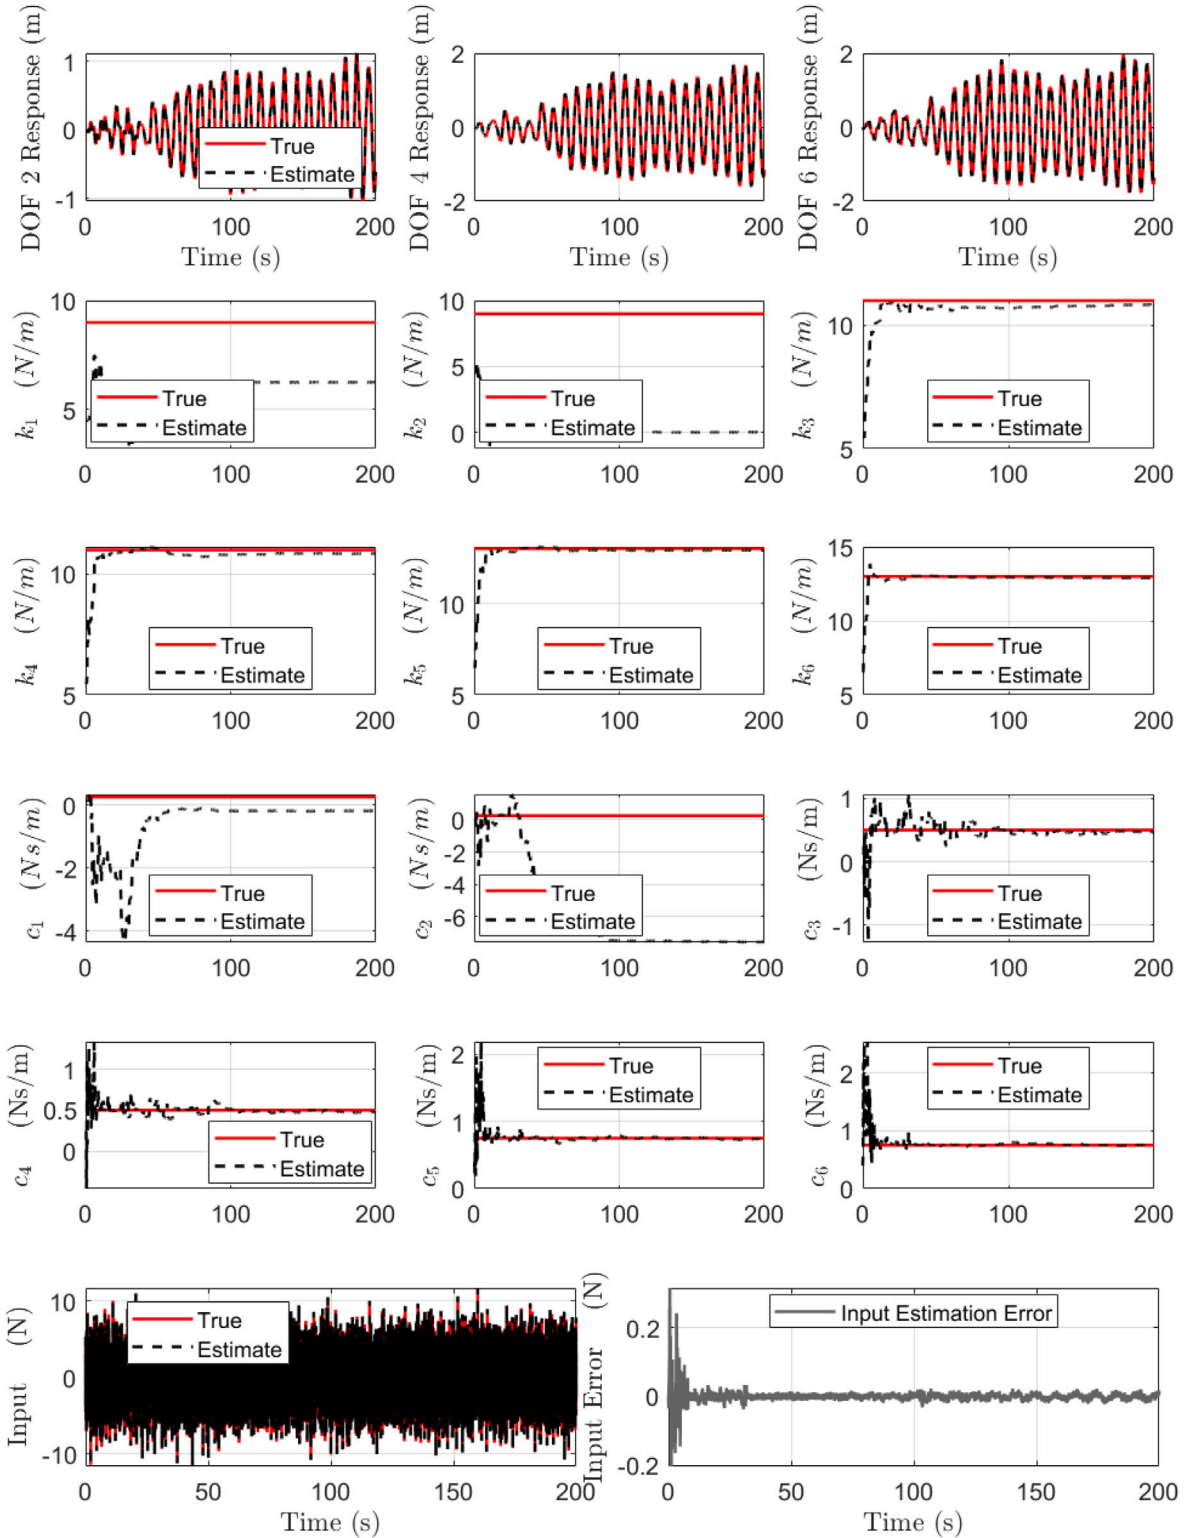 DOF 2 Response (m)
1
0
-1
True
Estimate
0
100
200
Time (s)
DOF 4 Response (m)
2
0
-2
0
100
200
Time (s)
DOF 6 Response (m)
2
0
-2
0
100
200
Time (s)
k1 (N/m)
10
5
True
Estimate
0
100
200
k2 (N/m)
10
5
0
True
Estimate
0
100
200
k3 (N/m)
10
5
True
Estimate
0
100
200
k4 (N/m)
10
5
True
Estimate
0
100
200
k5 (N/m)
10
5
True
Estimate
0
100
200
k6 (N/m)
15
10
5
True
Estimate
0
100
200
c1 (Ns/m)
0
-2
-4
True
Estimate
0
100
200
c2 (Ns/m)
0
-2
-4
-6
True
Estimate
0
100
200
c3 (Ns/m)
1
0
-1
True
Estimate
0
100
200
c4 (Ns/m)
1
0.5
0
True
Estimate
0
100
200
c5 (Ns/m)
2
1
0
True
Estimate
0
100
200
c6 (Ns/m)
2
1
0
True
Estimate
0
100
200
Input (N)
10
0
-10
True
Estimate
0
50
100
150
200
Time (s)
Input Error (N)
0.2
0
-0.2
Input Estimation Error
0
50
100
150
200
Time (s)